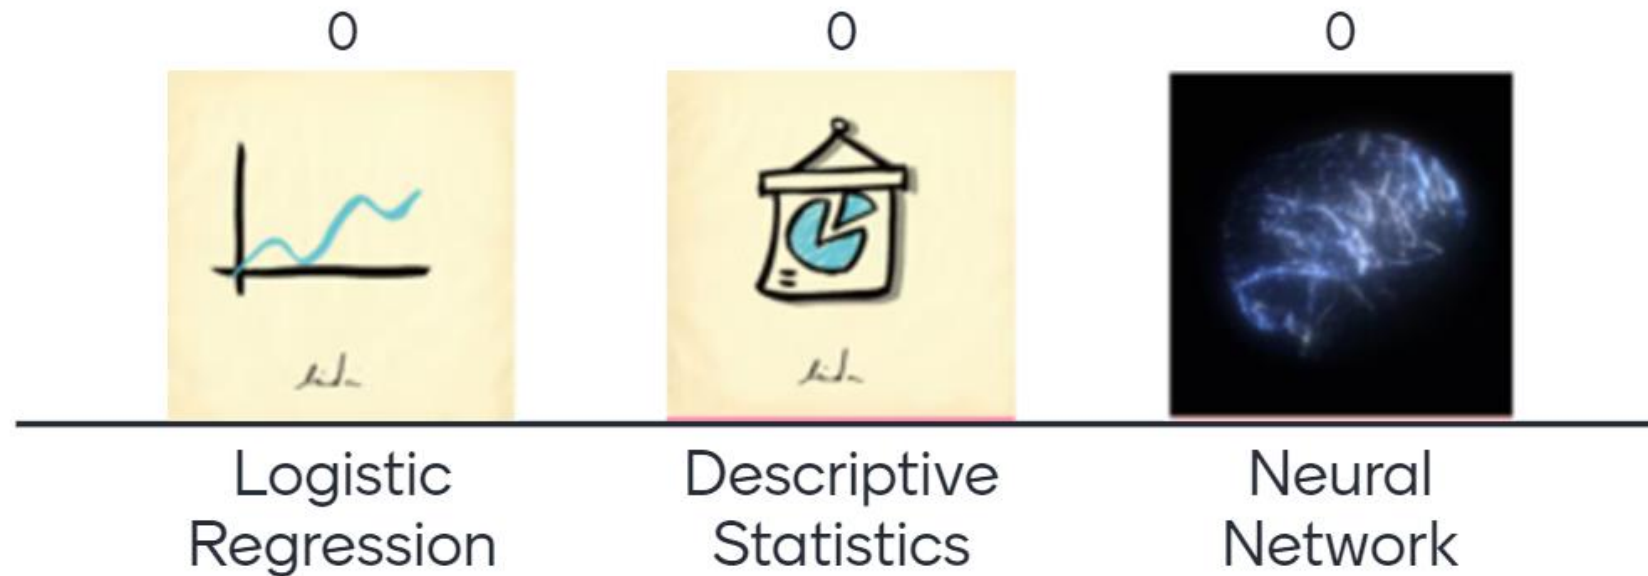 0
0
0
Logistic
Regression
Descriptive
Statistics
Neural
Network